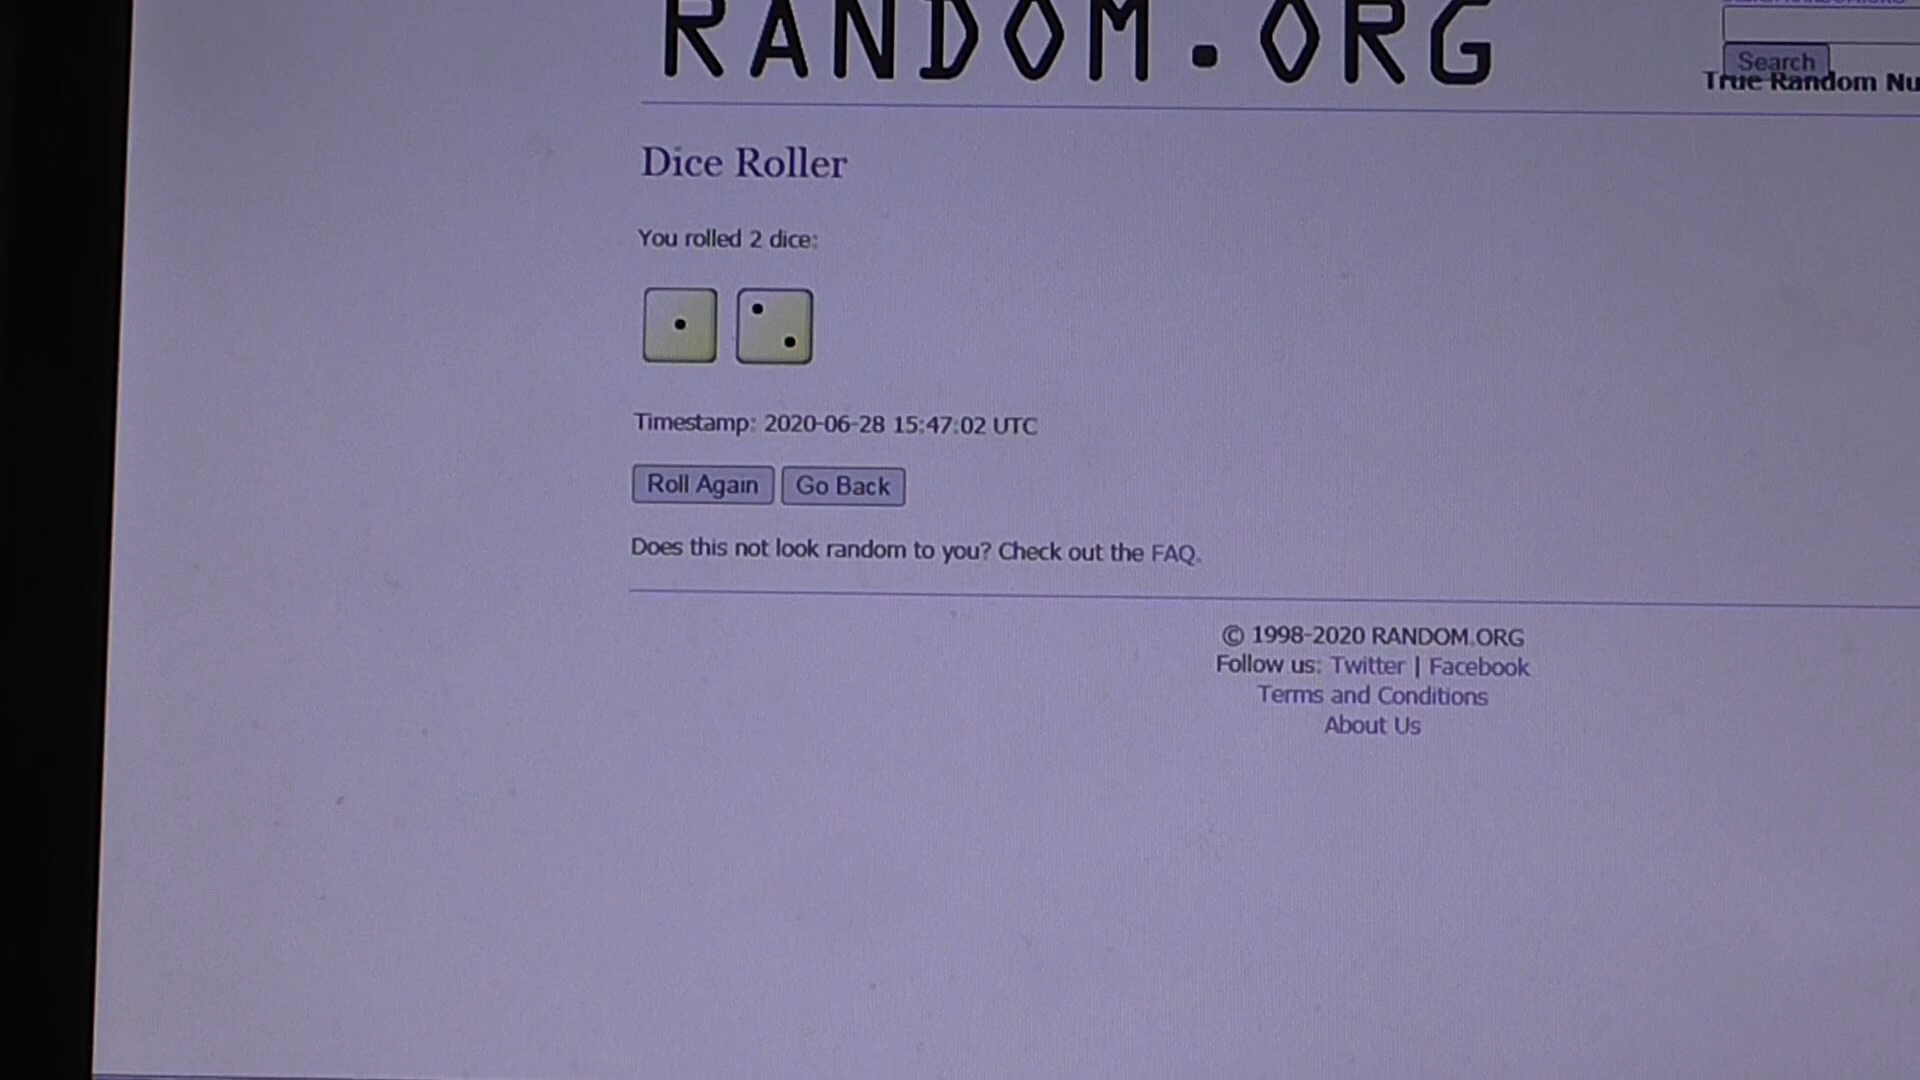 RANDOM.ORG
Search
True Random Nu
Dice Roller
You rolled 2 dice:
Timestamp: 2020-06-28 15:47:02 UTC
Roll Again Go Back
Does this not look random to you? Check out the FAQ.
© 1998-2020 RANDOM.ORG
Follow us: Twitter | Facebook
Terms and Conditions
About Us